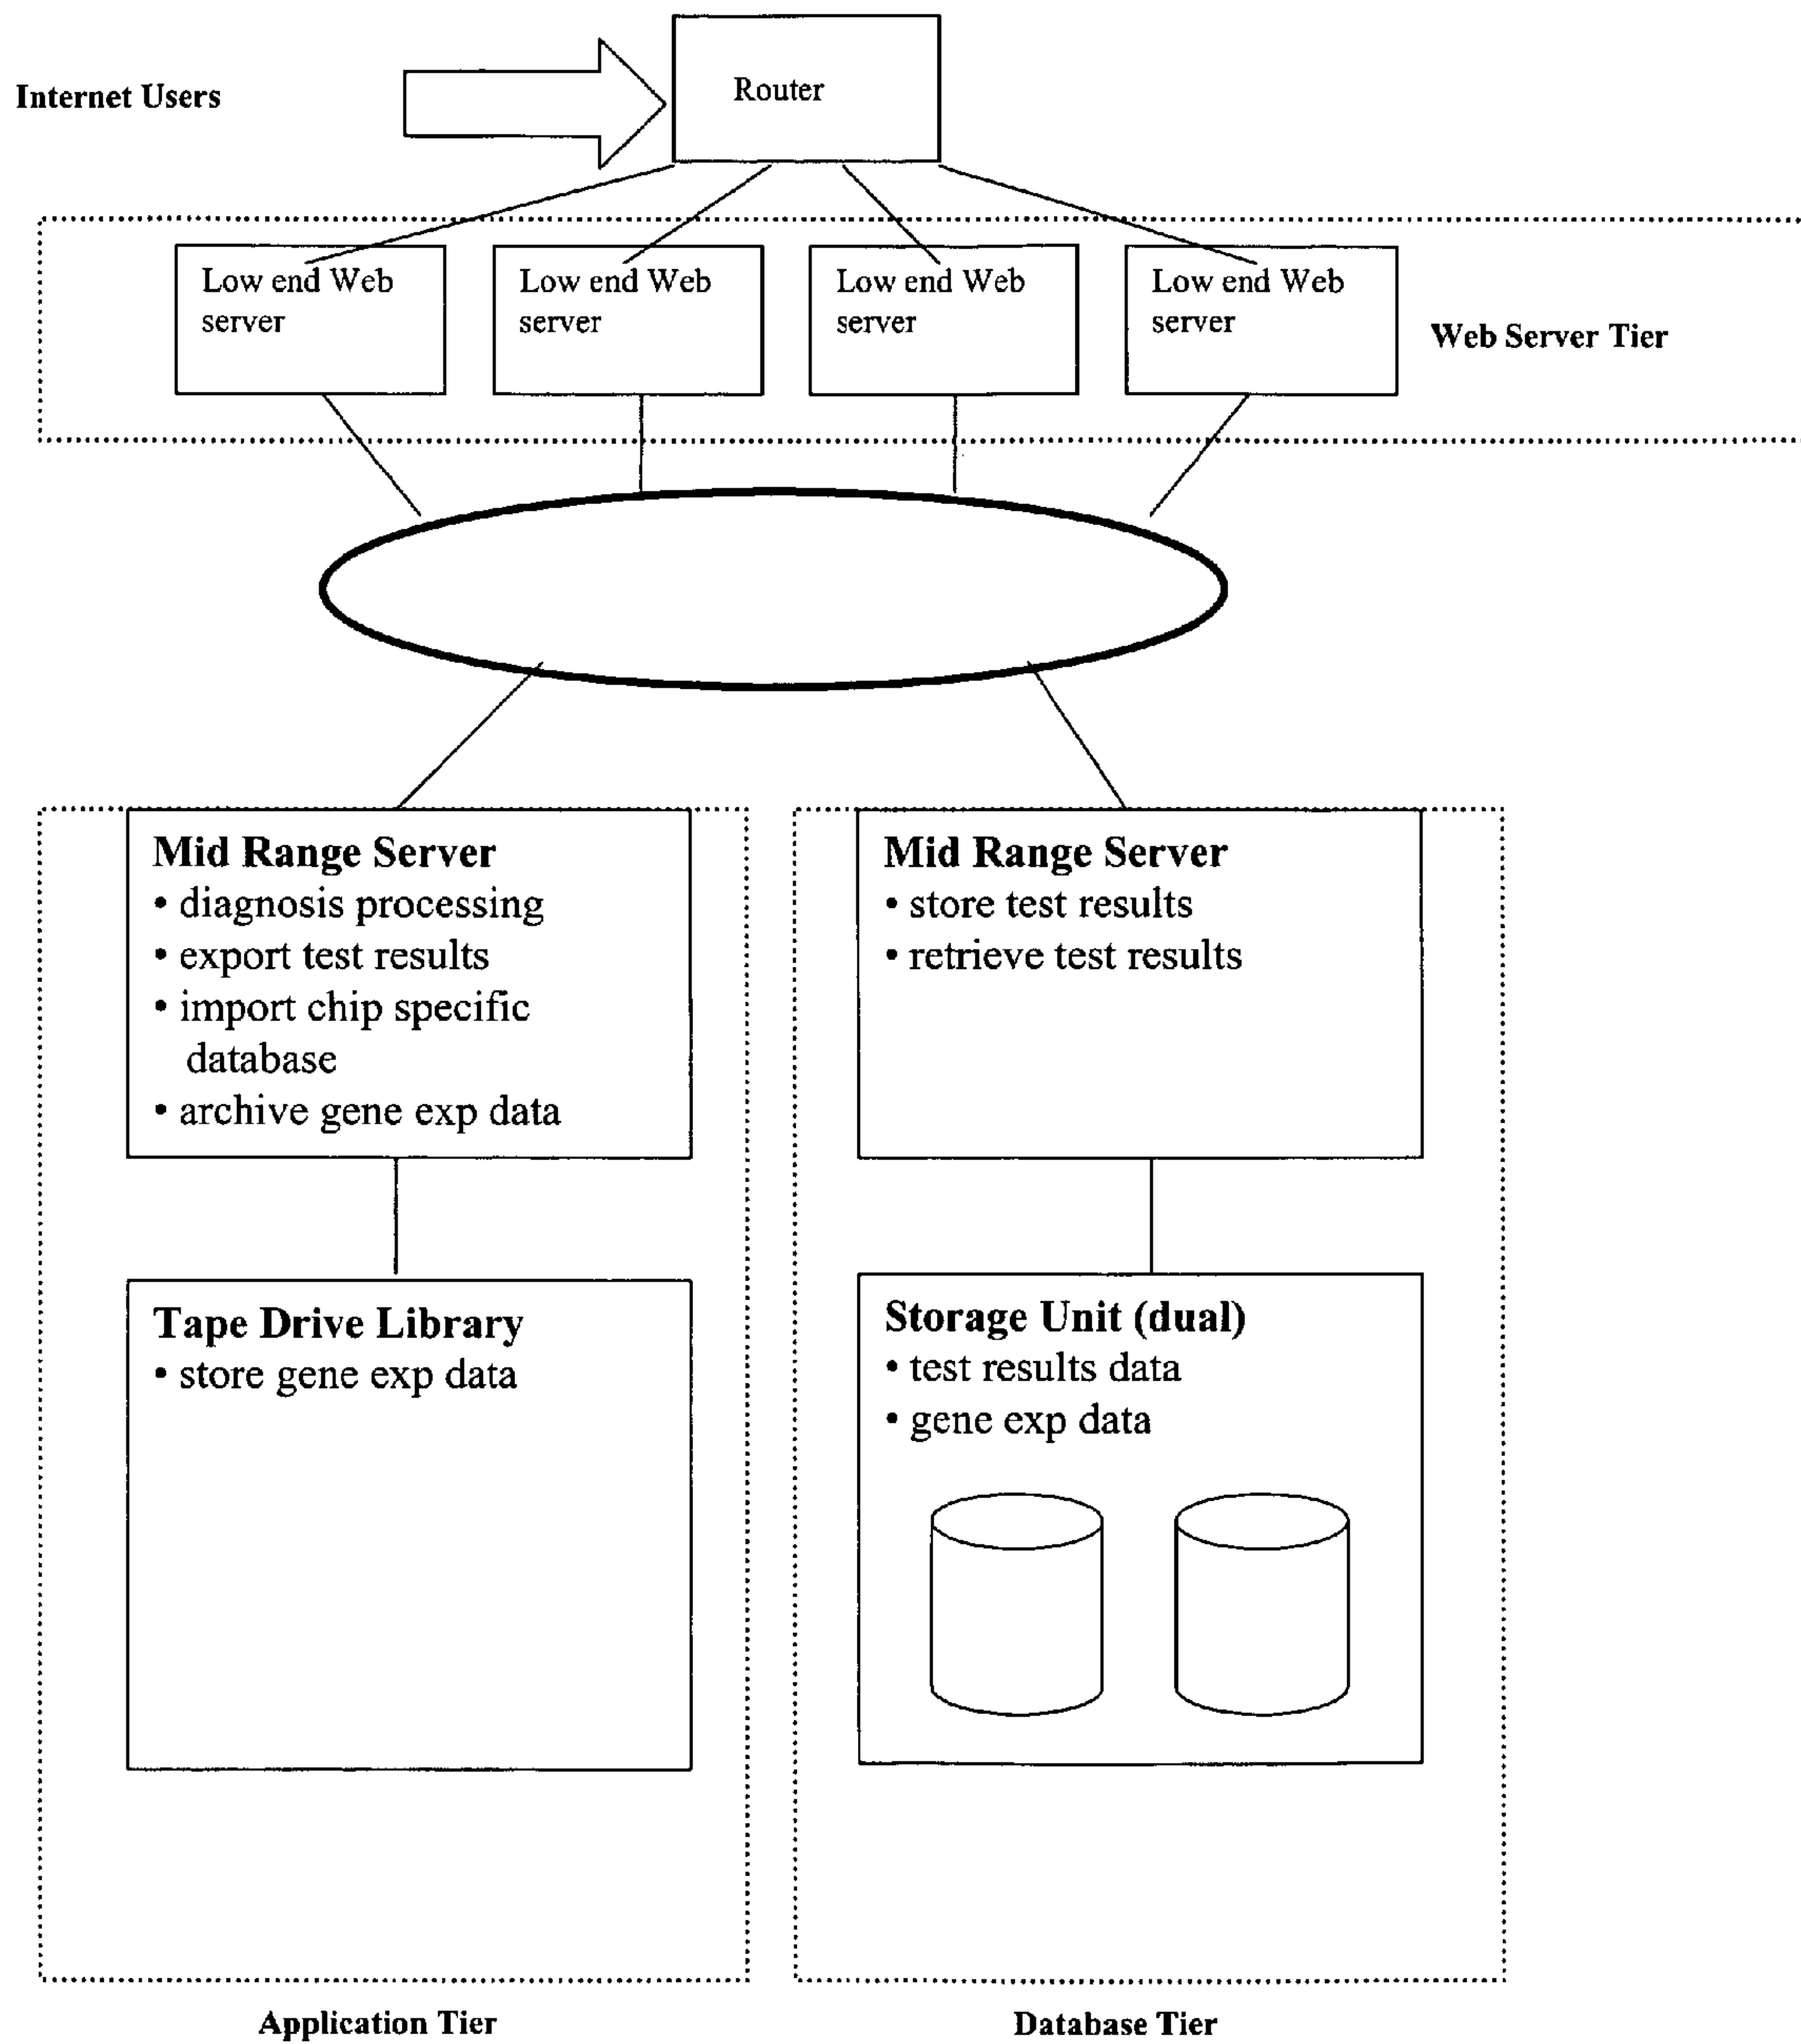 Internet Users
Router
Low end Web
server
Low end Web
server
Low end Web
server
Low end Web
server
Web Server Tier
Mid Range Server
• diagnosis processing
• export test results
• import chip specific
database
• archive gene exp data
Mid Range Server
• store test results
• retrieve test results
Tape Drive Library
• store gene exp data
Storage Unit (dual)
• test results data
• gene exp data
Application Tier
Database Tier